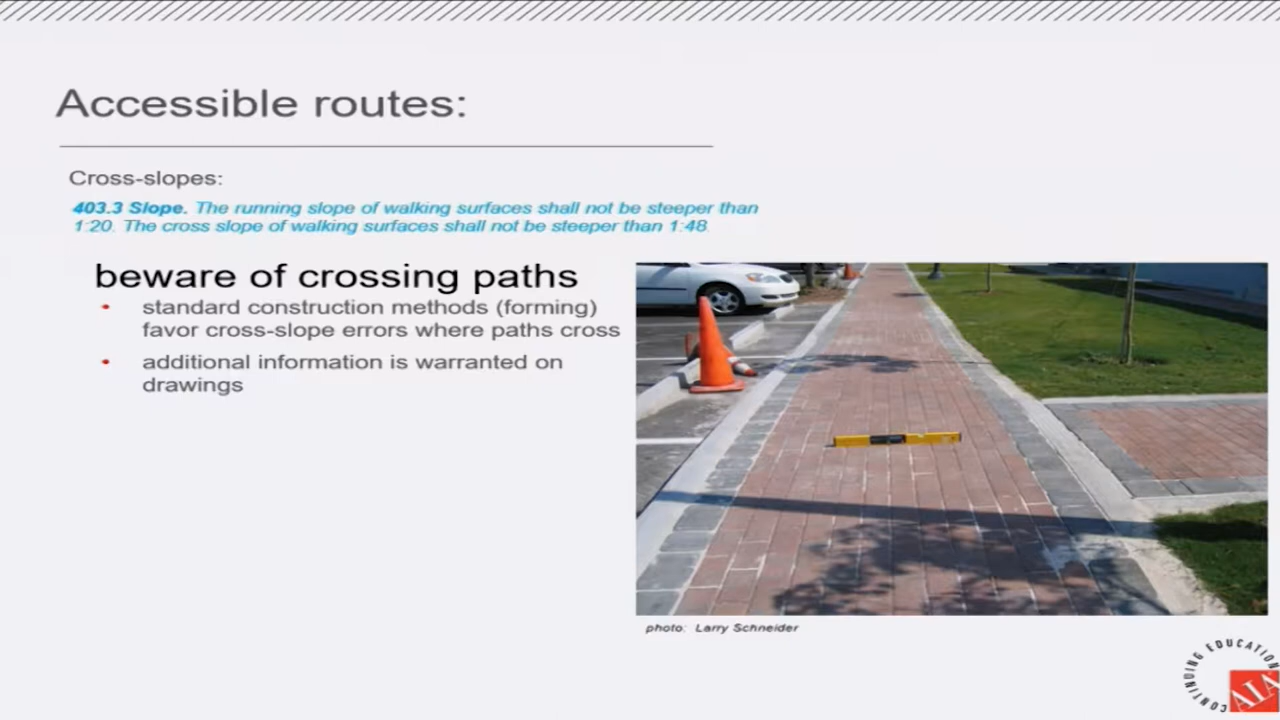 Accessible routes:
Cross-slopes:
403.3 Slope. The running slope of walking surfaces shall not be steeper than
1:20. The cross slope of walking surfaces shall not be steeper than 1:48.
beware of crossing paths
• standard construction methods (forming)
favor cross-slope errors where paths cross
• additional information is warranted on
drawings
photo: Larry Schneider
CONTINUING EDUCATION
AIA